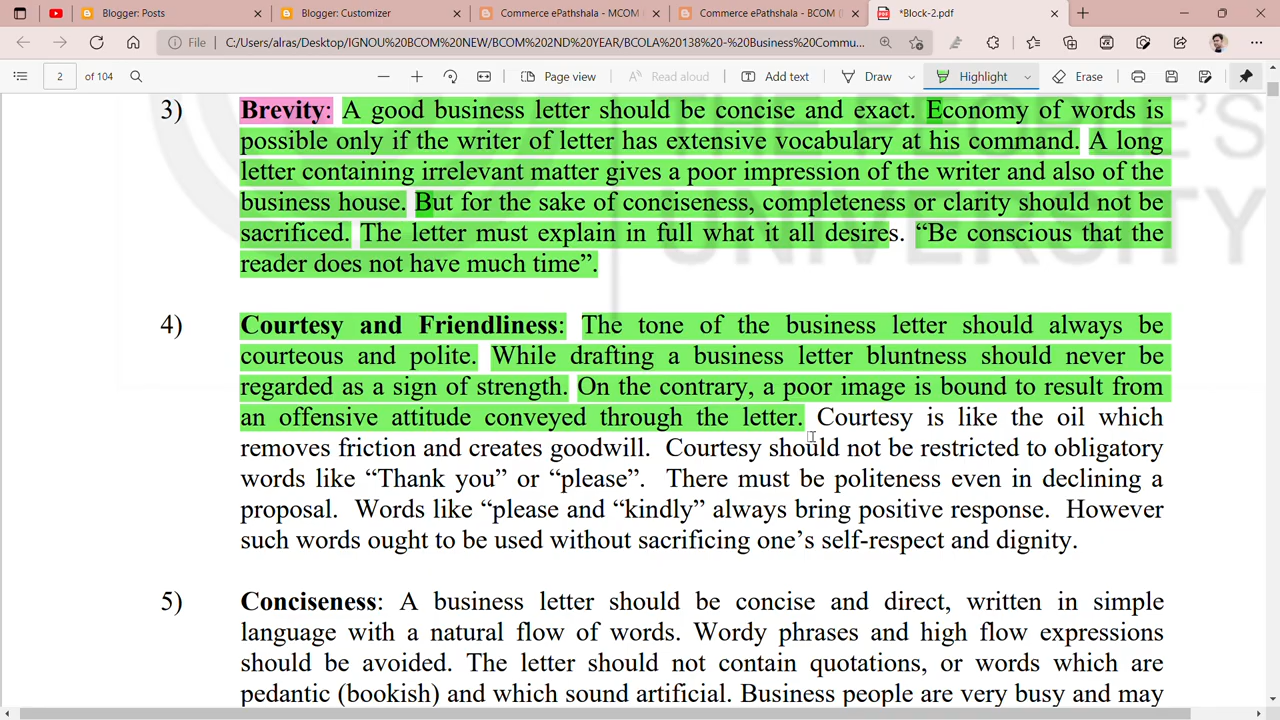 Blogger: Posts
Blogger: Customizer
Commerce ePathshala - MCOM
Commerce ePathshala - BCOM (
*Block-2.pdf
File
C:/Users/alras/Desktop/IGNOU%20BCOM%20NEW/BCOM%202ND%20YEAR/BCOLA%20138%20-%20Business%20Commu...
2 of 104
Page view
Read aloud
Add text
Draw
Highlight
Erase
THE PEOPLE'S
UNIVERSITY
3) Brevity: A good business letter should be concise and exact. Economy of words is
possible only if the writer of letter has extensive vocabulary at his command. A long
letter containing irrelevant matter gives a poor impression of the writer and also of the
business house. But for the sake of conciseness, completeness or clarity should not be
sacrificed. The letter must explain in full what it all desires. “Be conscious that the
reader does not have much time”.
4) Courtesy and Friendliness: The tone of the business letter should always be
courteous and polite. While drafting a business letter bluntness should never be
regarded as a sign of strength. On the contrary, a poor image is bound to result from
an offensive attitude conveyed through the letter. Courtesy is like the oil which
removes friction and creates goodwill. Courtesy should not be restricted to obligatory
words like “Thank you” or “please”. There must be politeness even in declining a
proposal. Words like “please and “kindly” always bring positive response. However
such words ought to be used without sacrificing one’s self-respect and dignity.
5) Conciseness: A business letter should be concise and direct, written in simple
language with a natural flow of words. Wordy phrases and high flow expressions
should be avoided. The letter should not contain quotations, or words which are
pedantic (bookish) and which sound artificial. Business people are very busy and may